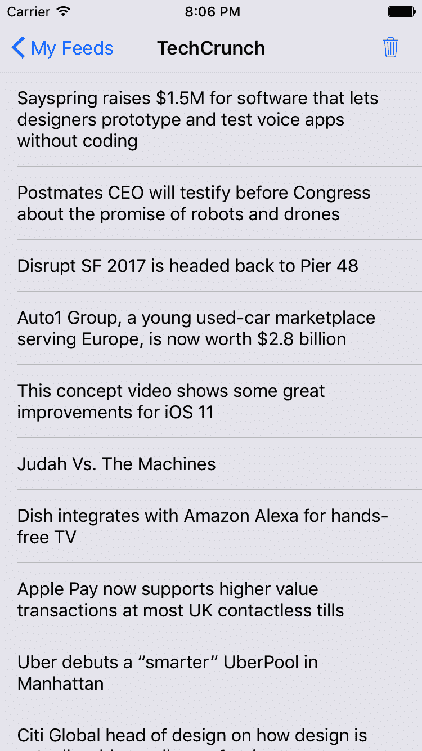 Carrier 8:06 PM
My Feeds TechCrunch
Sayspring raises $1.5M for software that lets
designers prototype and test voice apps
without coding
Postmates CEO will testify before Congress
about the promise of robots and drones
Disrupt SF 2017 is headed back to Pier 48
Auto1 Group, a young used-car marketplace
serving Europe, is now worth $2.8 billion
This concept video shows some great
improvements for iOS 11
Judah Vs. The Machines
Dish integrates with Amazon Alexa for hands-
free TV
Apple Pay now supports higher value
transactions at most UK contactless tills
Uber debuts a “smarter” UberPool in
Manhattan
Citi Global head of design on how design is